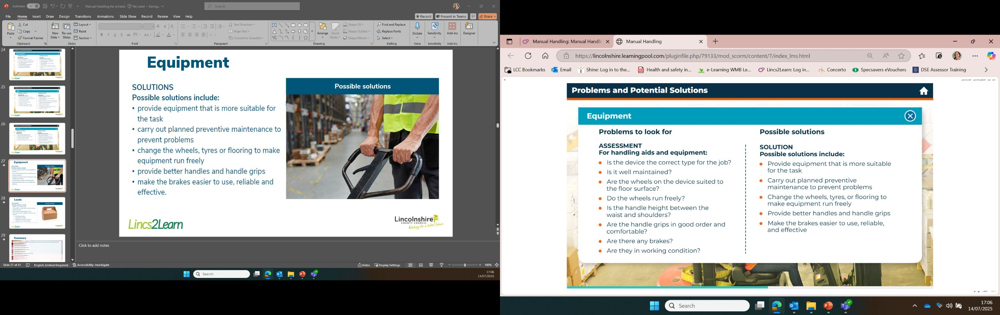 AutoSave
Manual Handling for schools
No Label • Saving...
Search
File Home Insert Draw Design Transitions Animations Slide Show Record Review View Help
Record
Present in Teams
Share
Paste
Cut
Copy
Format Painter
Clipboard
New Slide
Re-use Slides
Layout
Reset
Section
Slides
Font
Text Direction
Align Text
Convert to SmartArt
Paragraph
Arrange
Quick Styles
Shape Fill
Shape Outline
Shape Effects
Drawing
Find and Replace
Replace Fonts
Select
Editing
Dictate
Voice
Sensitivity
Sensitivity
Add-ins
Add-ins
Designer
24
25
26
27
Equipment
28
Loads
29
Summary
Equipment
SOLUTIONS
Possible solutions include:
• provide equipment that is more suitable for
the task
• carry out planned preventive maintenance to
prevent problems
• change the wheels, tyres or flooring to make
equipment run freely
• provide better handles and handle grips
• make the brakes easier to use, reliable and
effective.
Possible solutions
Lincs2Learn
Lincolnshire
COUNTY COUNCIL
Working for a better future
Click to add notes
Slide 27 of 61
English (United Kingdom)
Accessibility: Investigate
Notes
Display Settings
100%
Search
17:06
14/07/2025
Manual Handling: Manual Handli
Manual Handling
https://lincolnshire.learningpool.com/pluginfile.php/79133/mod_scorm/content/7/index_lms.html
LCC Bookmarks
Email
Shine: Log in to the...
Health and safety in...
e-Learning WMB Le...
Lincs2Learn: Log in...
Concerto
Specsavers eVouchers
DSE Assessor Training
Problems and Potential Solutions
Equipment
Problems to look for
ASSESSMENT
For handling aids and equipment:
Is the device the correct type for the job?
Is it well maintained?
Are the wheels on the device suited to
the floor surface?
Do the wheels run freely?
Is the handle height between the
waist and shoulders?
Are the handle grips in good order and
comfortable?
Are there any brakes?
Are they in working condition?
Possible solutions
SOLUTION
Possible solutions include:
Provide equipment that is more suitable
for the task
Carry out planned preventive
maintenance to prevent problems
Change the wheels, tyres, or flooring to
make equipment run freely
Provide better handles and handle grips
Make the brakes easier to use, reliable,
and effective
Search
17:06
14/07/2025